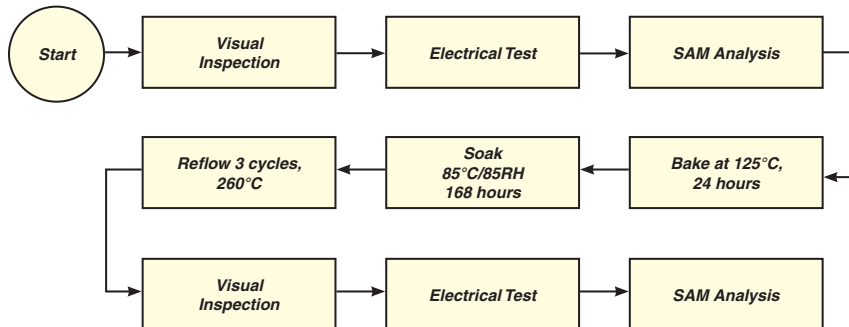 Start
Visual
Inspection
Electrical Test
SAM Analysis
Reflow 3 cycles,
260°C
Soak
85°C/85RH
168 hours
Bake at 125°C,
24 hours
Visual
Inspection
Electrical Test
SAM Analysis